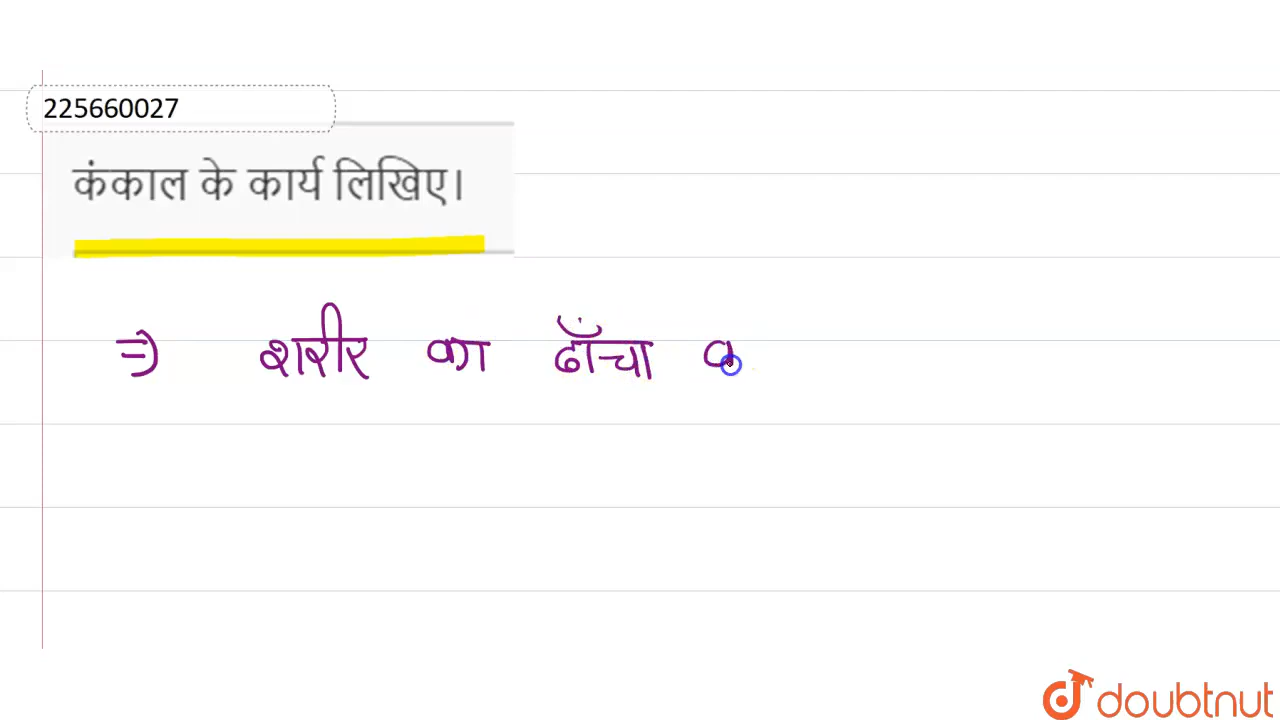 225660027
कंकाल के कार्य लिखिए।
⇒ शरीर का ढाँचा
doubtnut